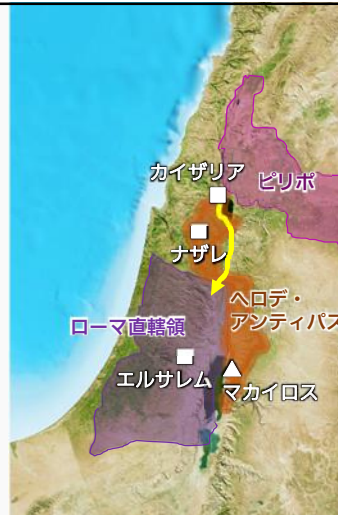 カイザリア
ピリポ
ナザレ
ヘロデ・
アンティパス
ローマ直轄領
エルサレム
マカイロス